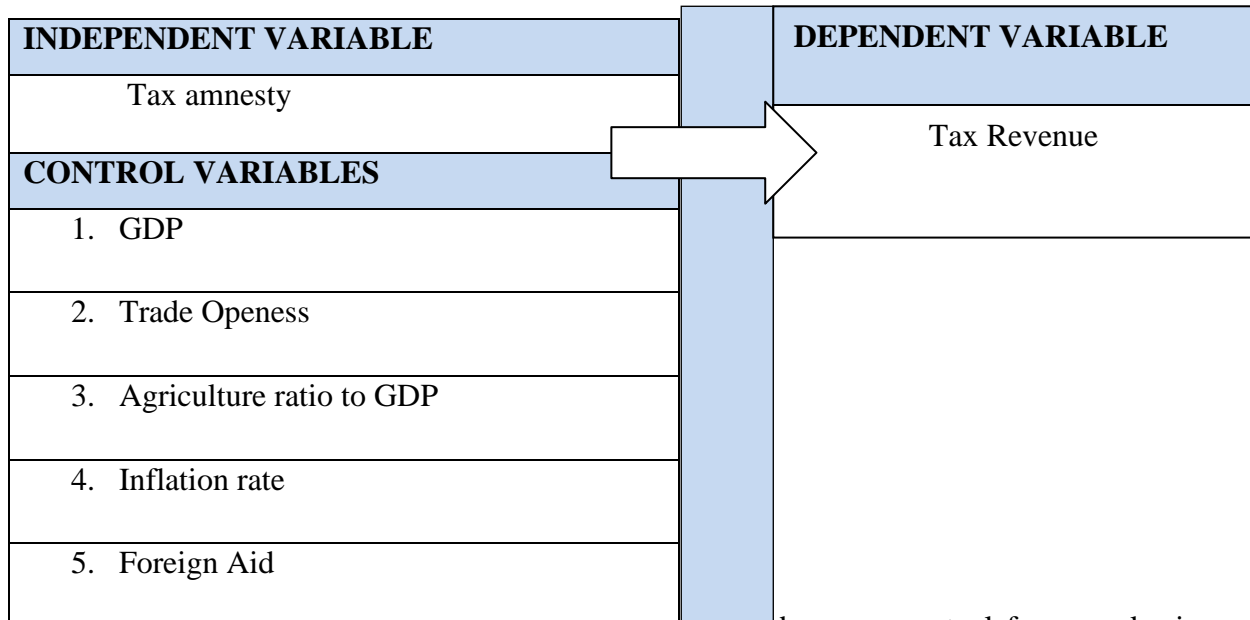 INDEPENDENT VARIABLE
Tax amnesty
CONTROL VARIABLES
1. GDP
2. Trade Openess
3. Agriculture ratio to GDP
4. Inflation rate
5. Foreign Aid
DEPENDENT VARIABLE
Tax Revenue